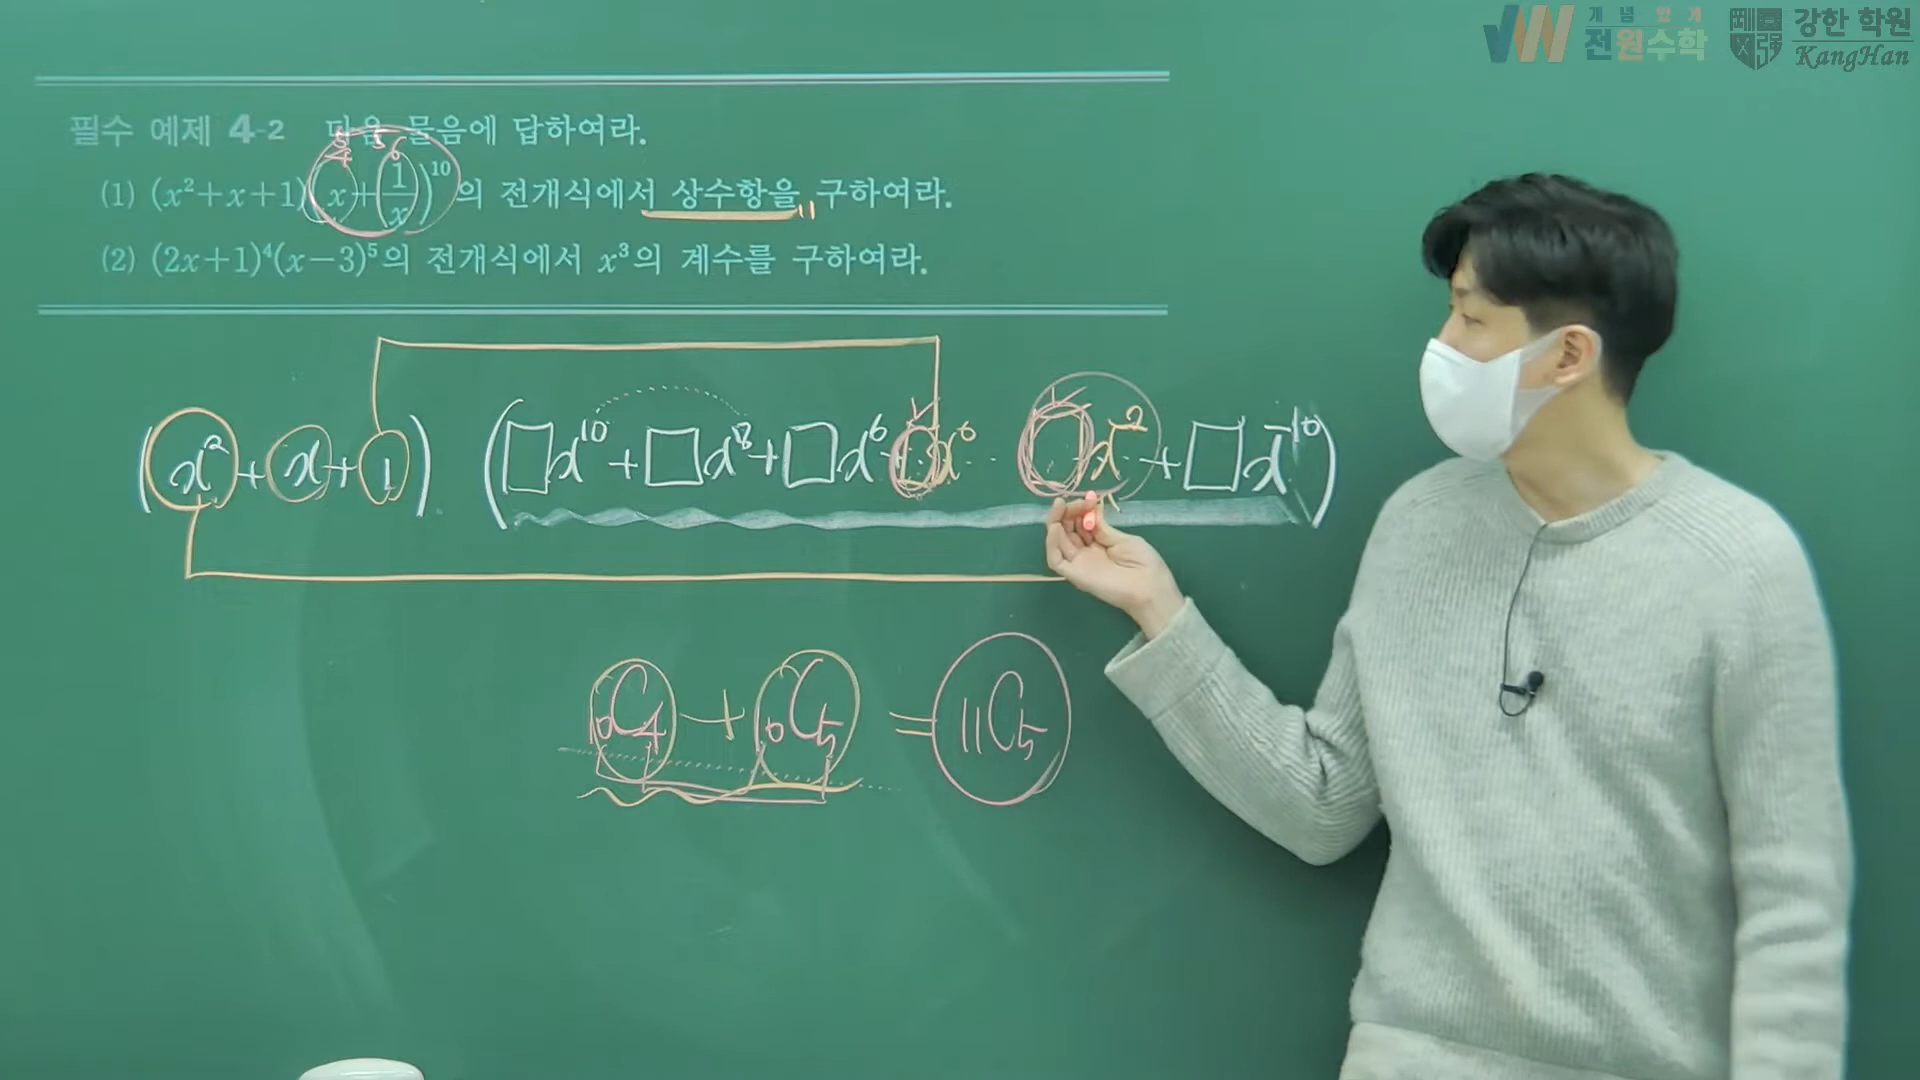 개념맞게
전원수학
강한 학원
KangHan
필수 예제 4-2 다음 물음에 답하여라.
(1) (x²+x+1)(x+1/x)¹⁰의 전개식에서 상수항을 구하여라.
(2) (2x+1)⁴(x-3)⁵의 전개식에서 x³의 계수를 구하여라.
(x²+x+1) (□x¹⁰+□x⁸+□x⁶+□x⁰ ··· □x⁻²+□x⁻¹⁰)
₁₀C₄+₁₀C₅=₁₁C₅